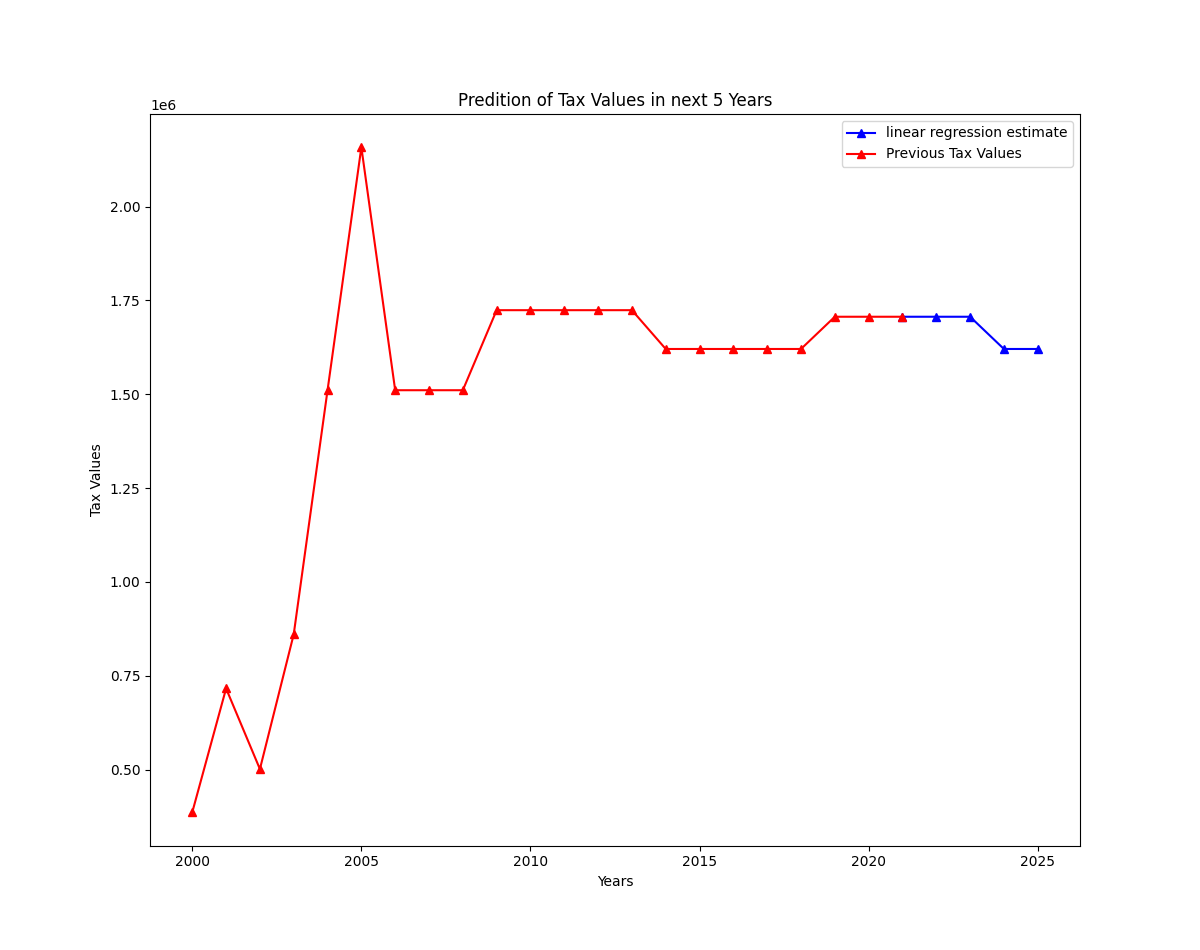 Predition of Tax Values in next 5 Years
1e6
linear regression estimate
Previous Tax Values
2.00
1.75
1.50
1.25
1.00
0.75
0.50
Tax Values
2000 2005 2010 2015 2020 2025
Years